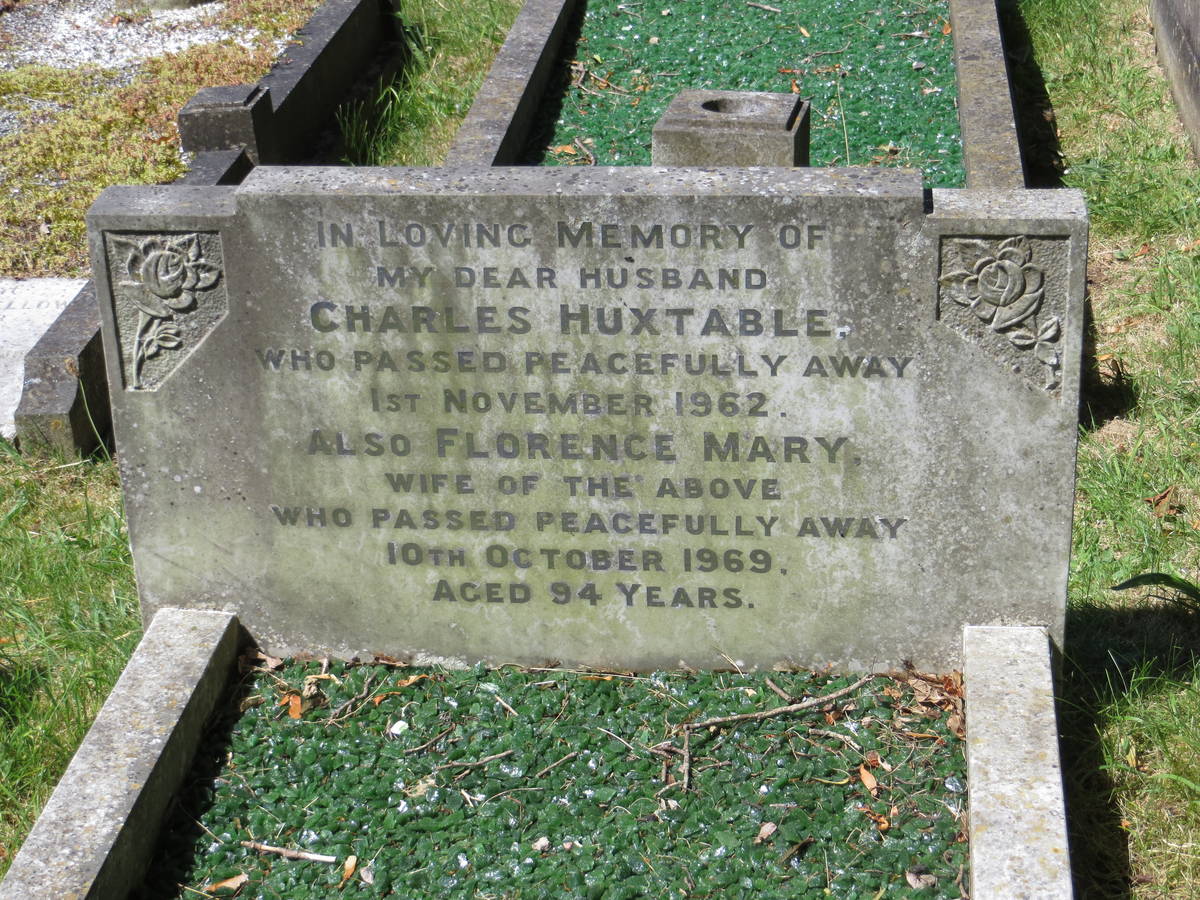 IN LOVING MEMORY OF
MY DEAR HUSBAND
CHARLES HUXTABLE.
WHO PASSED PEACEFULLY AWAY
1ST NOVEMBER 1962.
ALSO FLORENCE MARY,
WIFE OF THE ABOVE
WHO PASSED PEACEFULLY AWAY
10TH OCTOBER 1969,
AGED 94 YEARS.